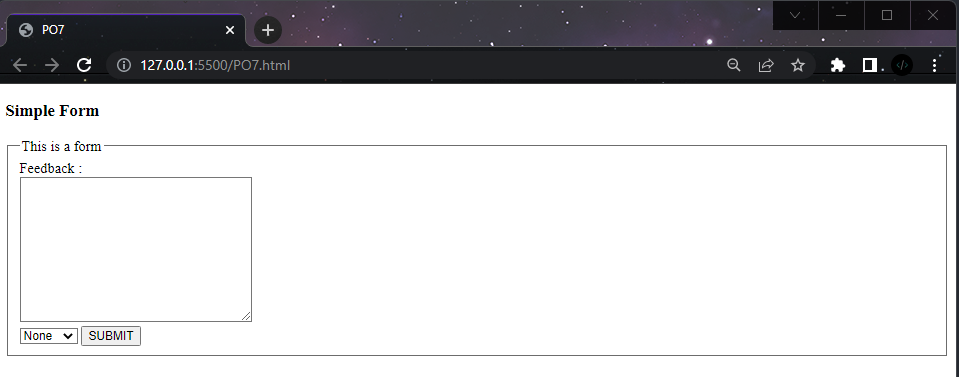 PO7
127.0.0.1:5500/PO7.html
Simple Form
This is a form
Feedback :
None SUBMIT